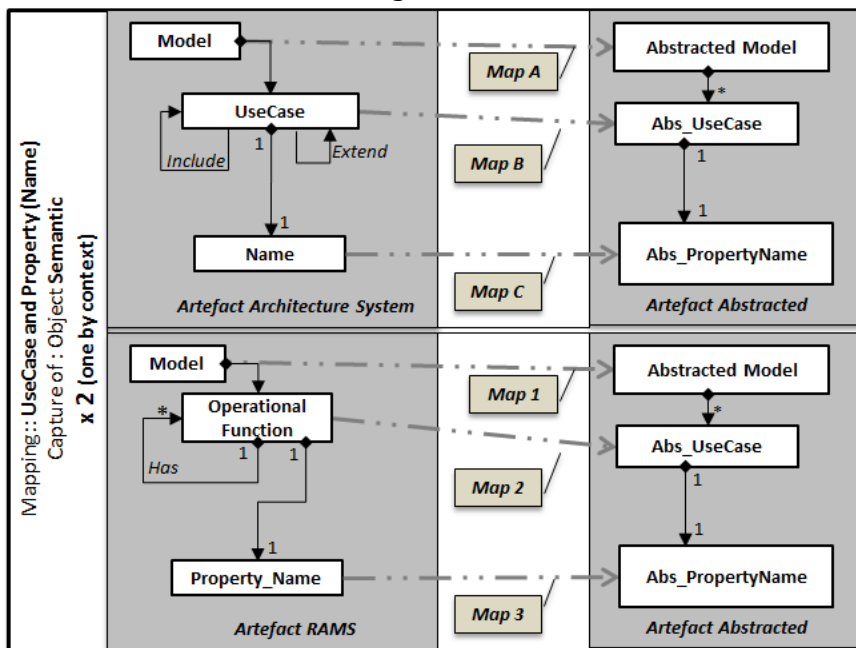 Mapping:: UseCase and Property (Name)
Capture of : Object Semantic
x 2 (one by context)
Model
UseCase
Include
1
Extend
1
Name
Artefact Architecture System
Map A
Map B
Map C
Abstracted Model
*
Abs_UseCase
1
1
Abs_PropertyName
Artefact Abstracted
Model
*
Operational
Function
Has
1
1
1
Property_Name
Artefact RAMS
Map 1
Map 2
Map 3
Abstracted Model
*
Abs_UseCase
1
1
Abs_PropertyName
Artefact Abstracted